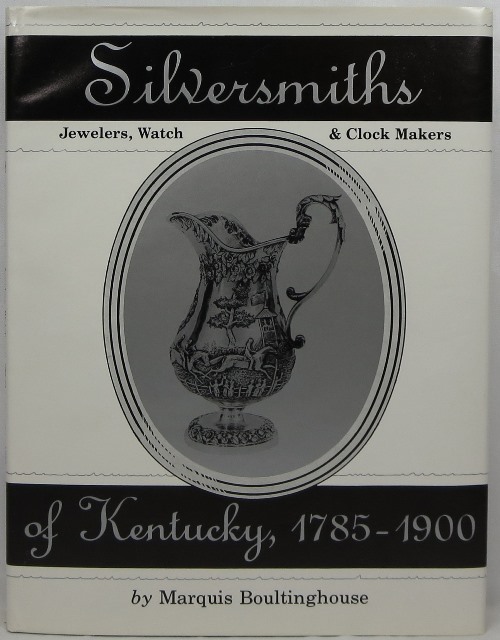 Silversmiths
Jewelers, Watch & Clock Makers
of Kentucky, 1785-1900
by Marquis Boultinghouse